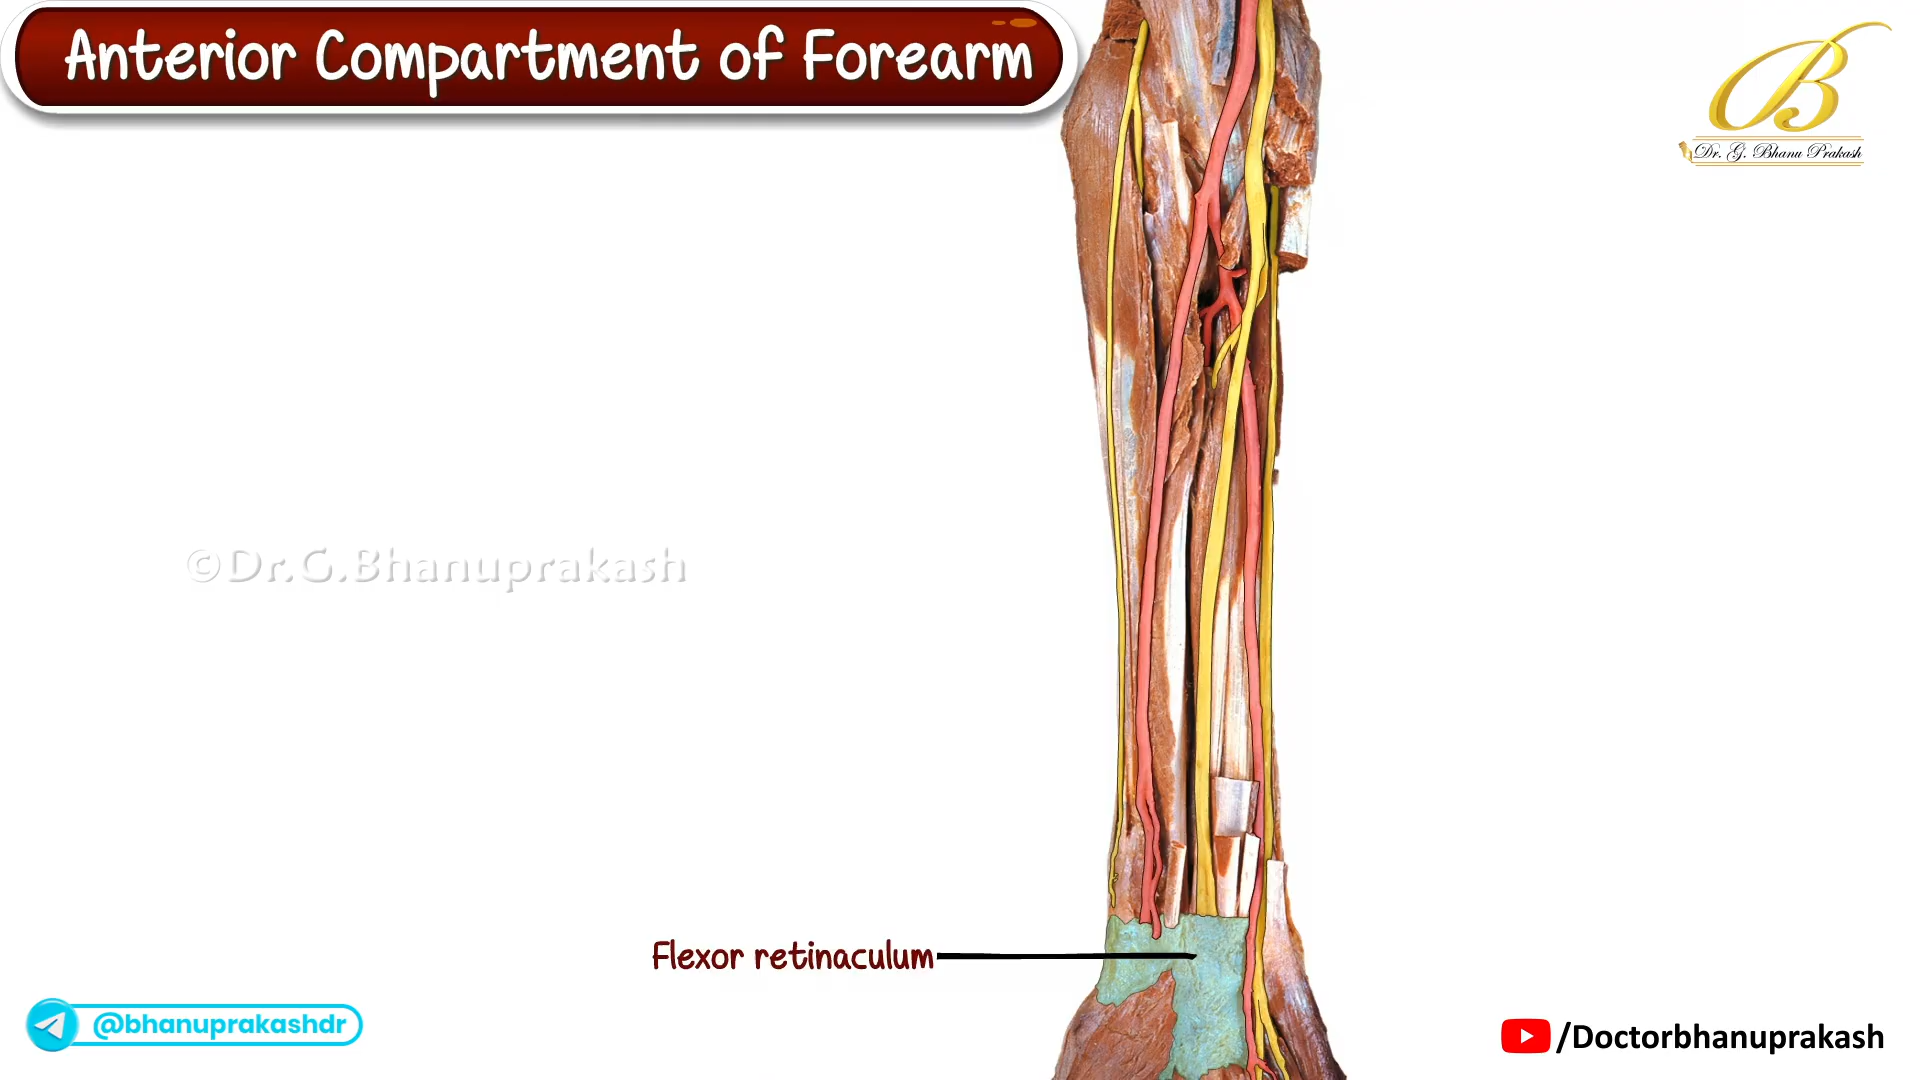 Anterior Compartment of Forearm
B
Dr. G. Bhanu Prakash
©Dr.G.Bhanuprakash
Flexor retinaculum
@bhanuprakashdr
/Doctorbhanuprakash